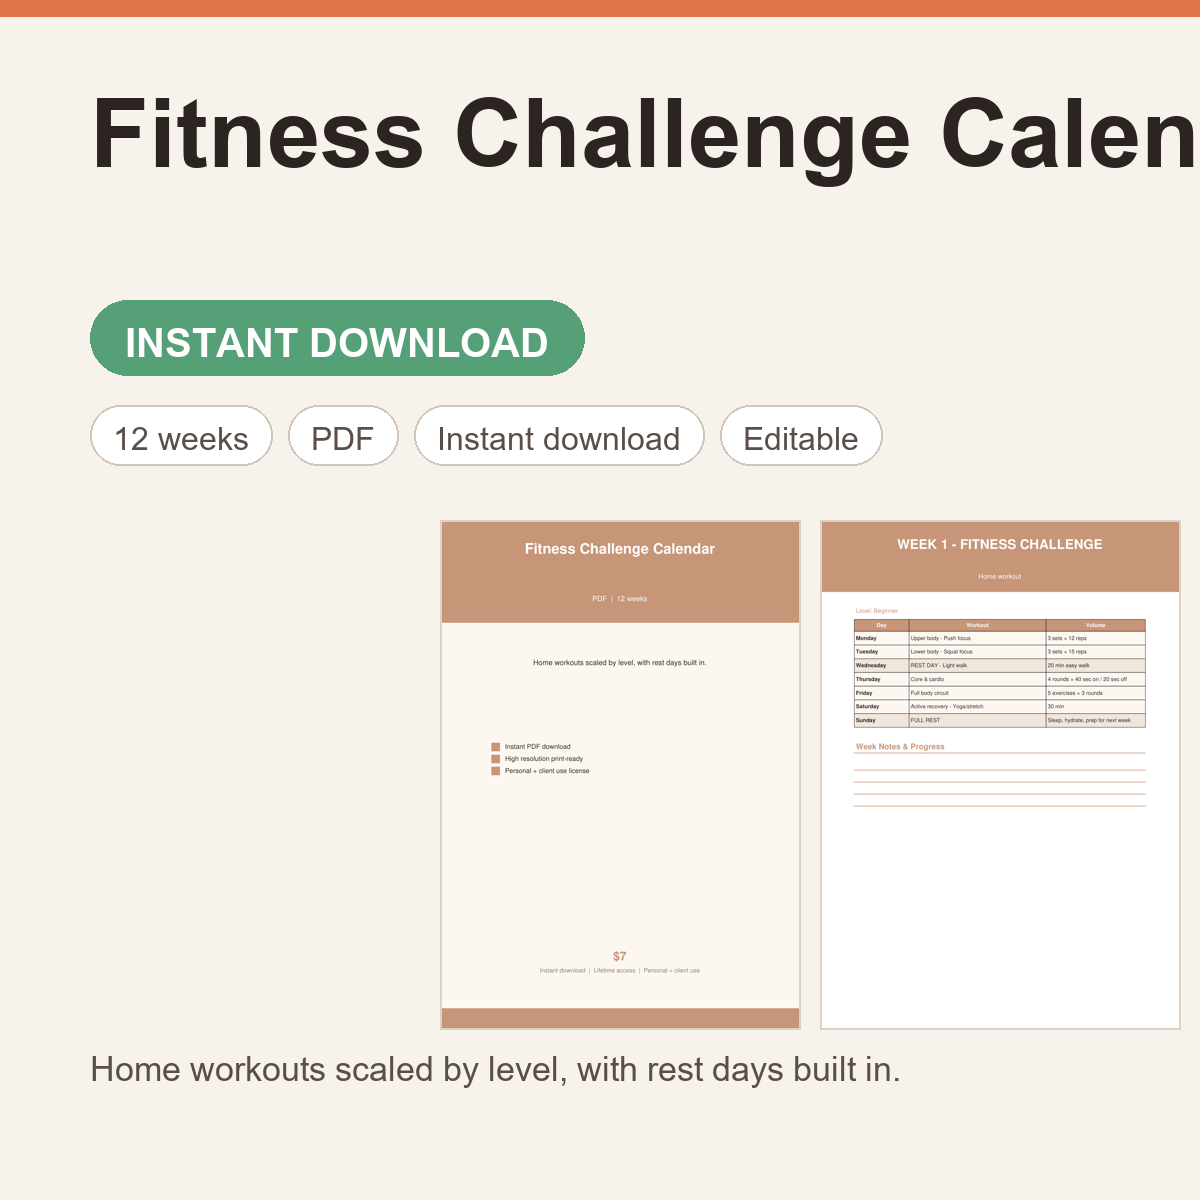 Fitness Challenge Calen
INSTANT DOWNLOAD
12 weeks
PDF
Instant download
Editable
Fitness Challenge Calendar
PDF | 12 weeks
Home workouts scaled by level, with rest days built in.
Instant PDF download
High resolution print-ready
Personal + client use license
$7
Instant download | Lifetime access | Personal + client use
WEEK 1 - FITNESS CHALLENGE
Home workout
Level: Beginner
Day Workout Volume
Monday Upper body - Push focus 3 sets × 12 reps
Tuesday Lower body - Squat focus 3 sets × 15 reps
Wednesday REST DAY - Light walk 20 min easy walk
Thursday Core & cardio 4 rounds × 40 sec on / 20 sec off
Friday Full body circuit 5 exercises × 3 rounds
Saturday Active recovery - Yoga/stretch 30 min
Sunday FULL REST Sleep, hydrate, prep for next week
Week Notes & Progress
Home workouts scaled by level, with rest days built in.